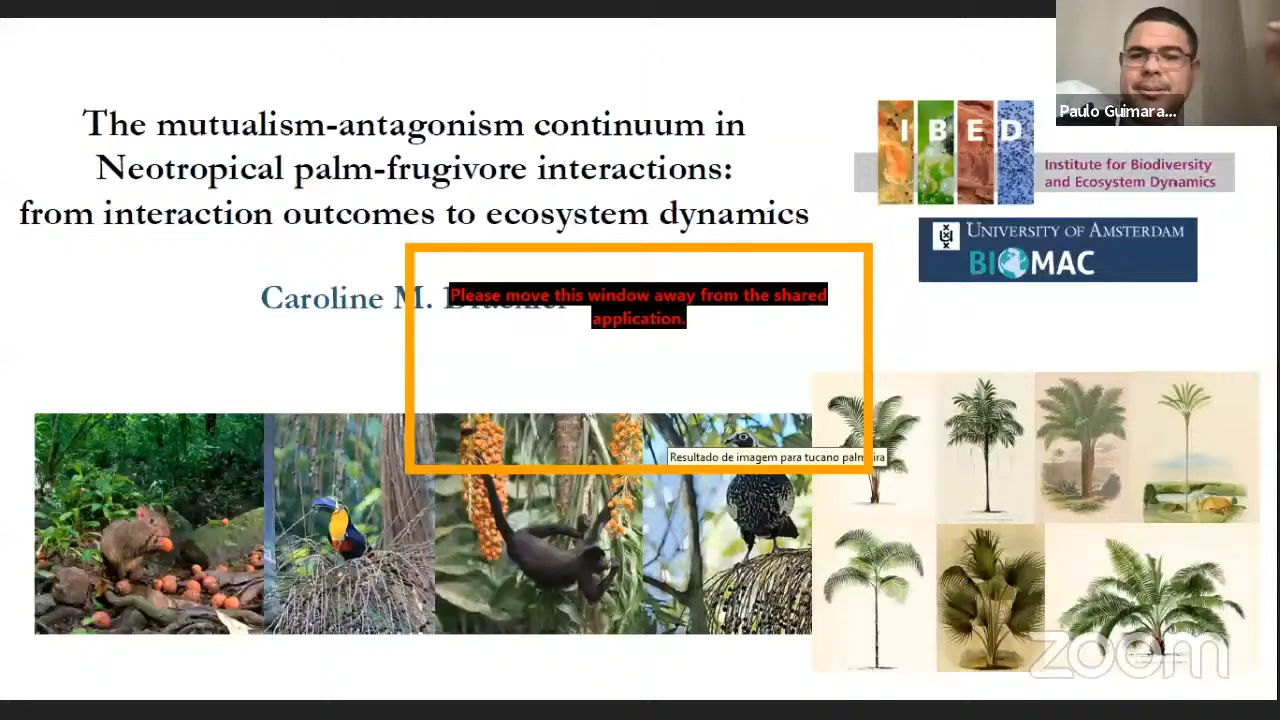 The mutualism-antagonism continuum in
Neotropical palm-frugivore interactions:
from interaction outcomes to ecosystem dynamics
Caroline M.
Please move this window away from the shared
application.
Resultado de imagem para tucano palmeira
IBED
Institute for Biodiversity
and Ecosystem Dynamics
UNIVERSITY OF AMSTERDAM
BIOMAC
Paulo Guimara...
zoom